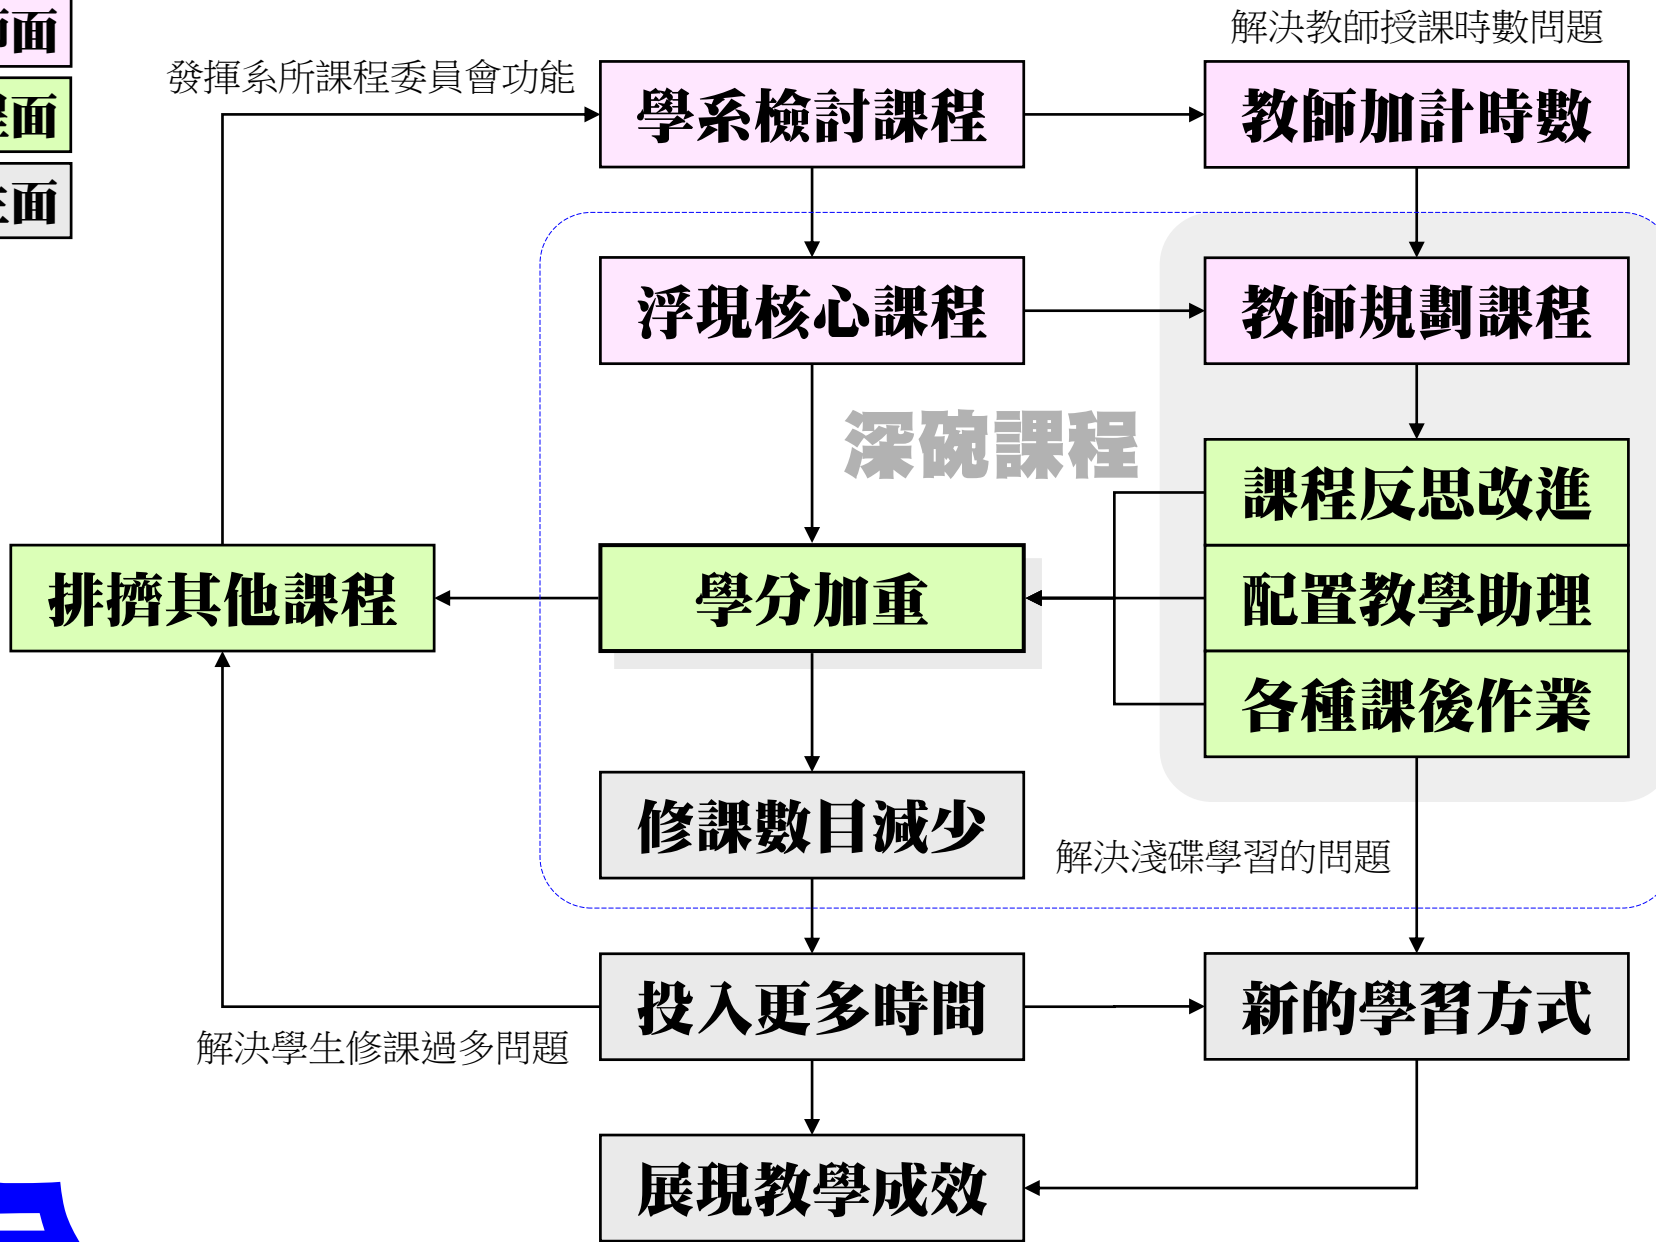 面
面
面
解決教師授課時數問題
發揮系所課程委員會功能
學系檢討課程
教師加計時數
浮現核心課程
教師規劃課程
深碗課程
課程反思改進
排擠其他課程
學分加重
配置教學助理
各種課後作業
修課數目減少
解決淺碟學習的問題
投入更多時間
新的學習方式
解決學生修課過多問題
展現教學成效